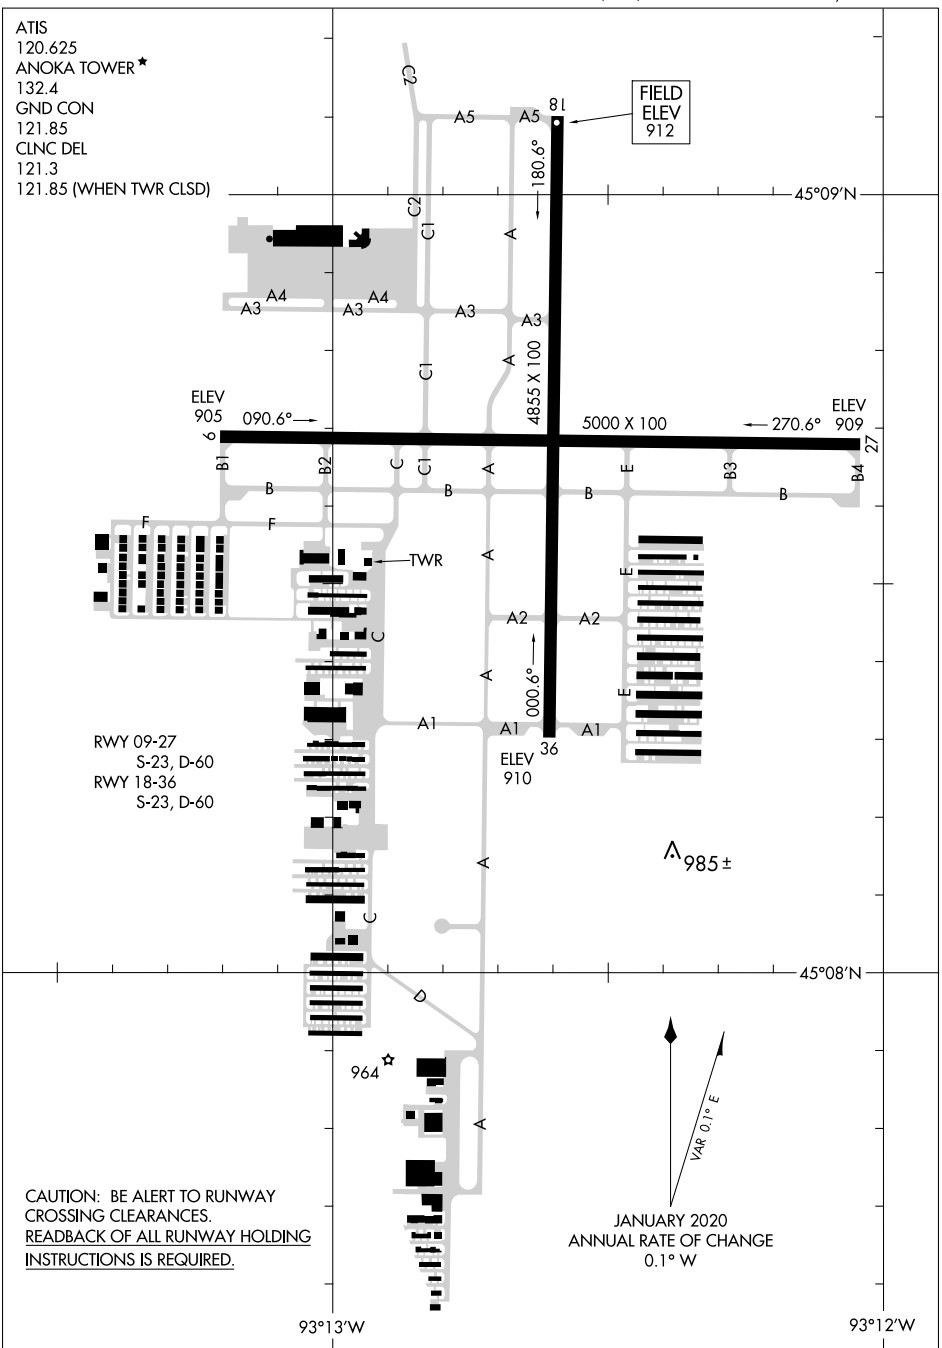 ATIS
120.625
ANOKA TOWER★
132.4
GND CON
121.85
CLNC DEL
121.3
121.85 (WHEN TWR CLSD)
C2
A5
A5
18
FIELD
ELEV
912
180.6°
45°09'N
C2
C1
A
A4
A4
A3
A3
A3
A3
C1
A
4855 X 100
ELEV
905
090.6°
5000 X 100
270.6°
ELEV
909
9
27
B1
B2
C
C1
A
E
B3
B4
B
B
B
B
F
F
TWR
A
E
A2
A2
C
000.6°
A
E
A1
A1
A1
36
ELEV
910
RWY 09-27
S-23, D-60
RWY 18-36
S-23, D-60
A
985±
C
45°08'N
D
964
VAR 0.1° E
A
CAUTION: BE ALERT TO RUNWAY
CROSSING CLEARANCES.
READBACK OF ALL RUNWAY HOLDING
INSTRUCTIONS IS REQUIRED.
JANUARY 2020
ANNUAL RATE OF CHANGE
0.1° W
93°13'W
93°12'W